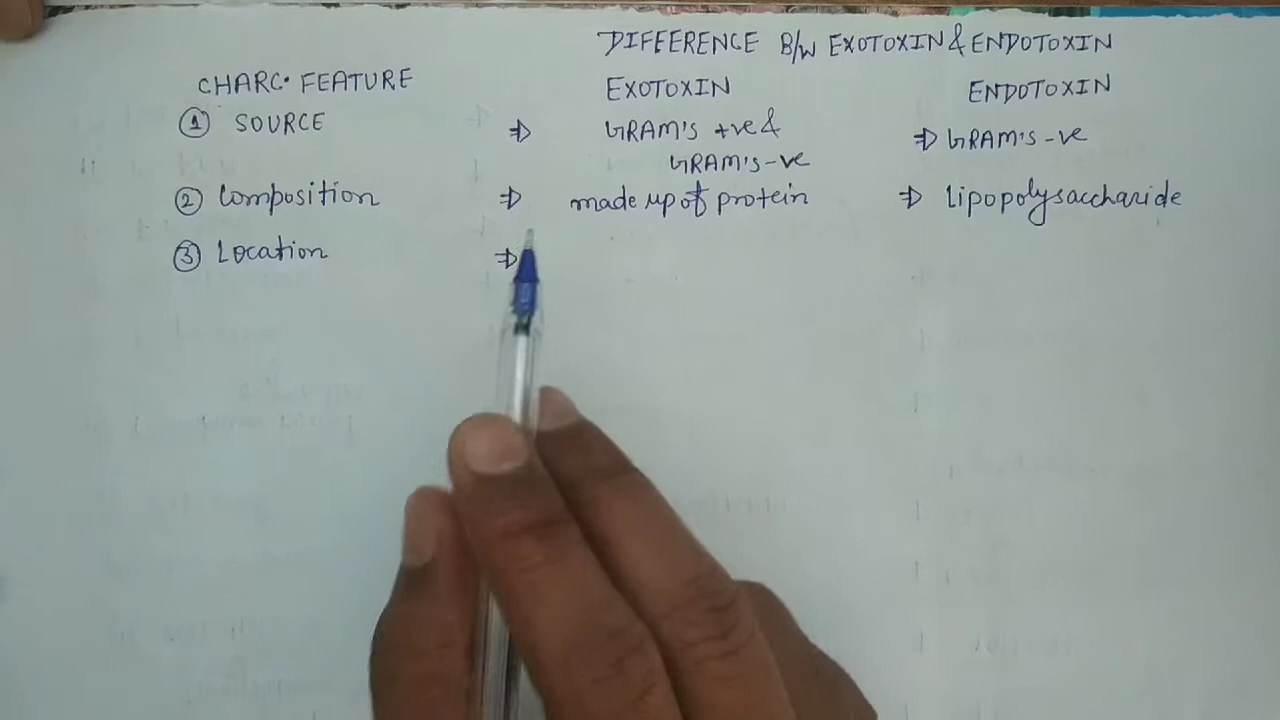 DIFFERENCE B/W EXOTOXIN & ENDOTOXIN
CHARC. FEATURE EXOTOXIN ENDOTOXIN
① SOURCE ⇒ GRAM'S +ve & ⇒ GRAM'S -ve
GRAM'S -ve
② Composition ⇒ made up of protein ⇒ Lipopolysaccharide
③ Location ⇒